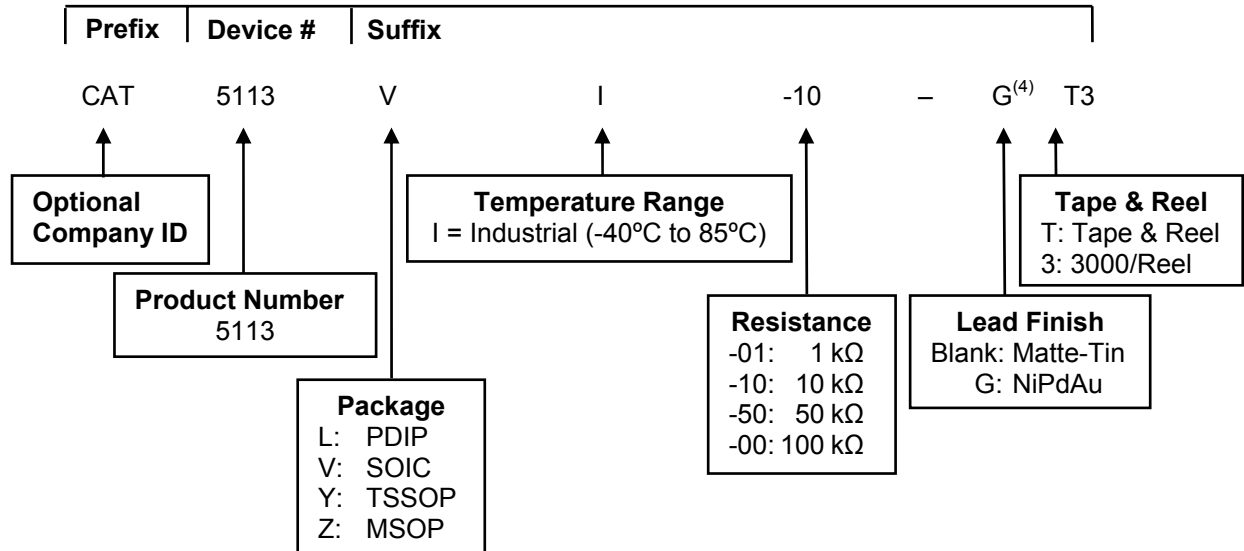 Prefix Device # Suffix
CAT 5113 V I -10 – G(4) T3
Optional
Company ID
Product Number
5113
Package
L: PDIP
V: SOIC
Y: TSSOP
Z: MSOP
Temperature Range
I = Industrial (-40ºC to 85ºC)
Resistance
-01: 1 kΩ
-10: 10 kΩ
-50: 50 kΩ
-00: 100 kΩ
Lead Finish
Blank: Matte-Tin
G: NiPdAu
Tape & Reel
T: Tape & Reel
3: 3000/Reel